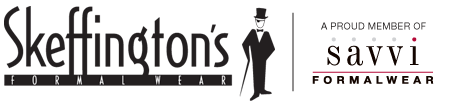 Skeffington's
FORMAL WEAR
A PROUD MEMBER OF
savvi
FORMALWEAR